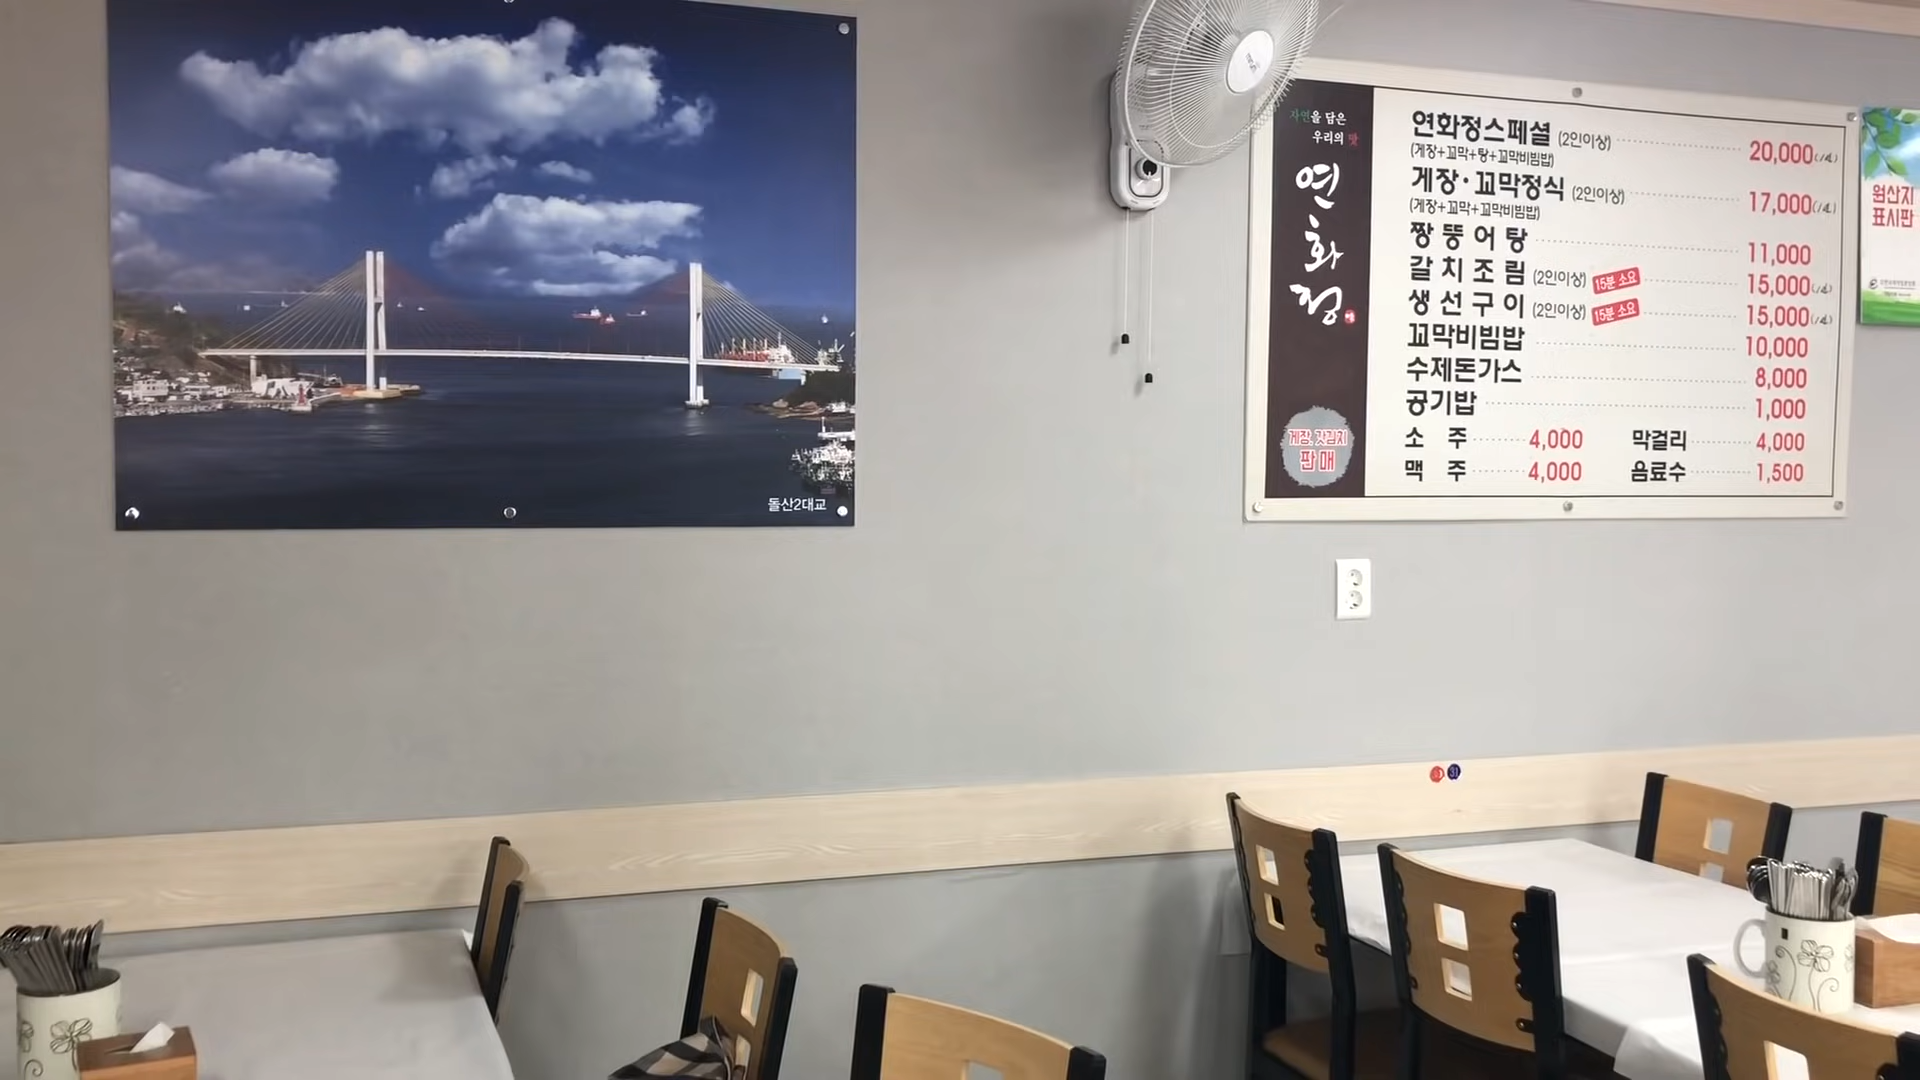 돌산2대교
자연을 담은
우리의 맛
연화정
게장, 갓김치
판매
연화정스페셜 (2인이상) 20,000(1人)
(게장+꼬막+탕+꼬막비빔밥)
게장·꼬막정식 (2인이상) 17,000(1人)
(게장+꼬막+꼬막비빔밥)
짱뚱어탕 11,000
갈치조림 (2인이상) 15분 소요 15,000(1人)
생선구이 (2인이상) 15분 소요 15,000(1人)
꼬막비빔밥 10,000
수제돈가스 8,000
공기밥 1,000
소 주 4,000 막걸리 4,000
맥 주 4,000 음료수 1,500
원산지
표시판
31